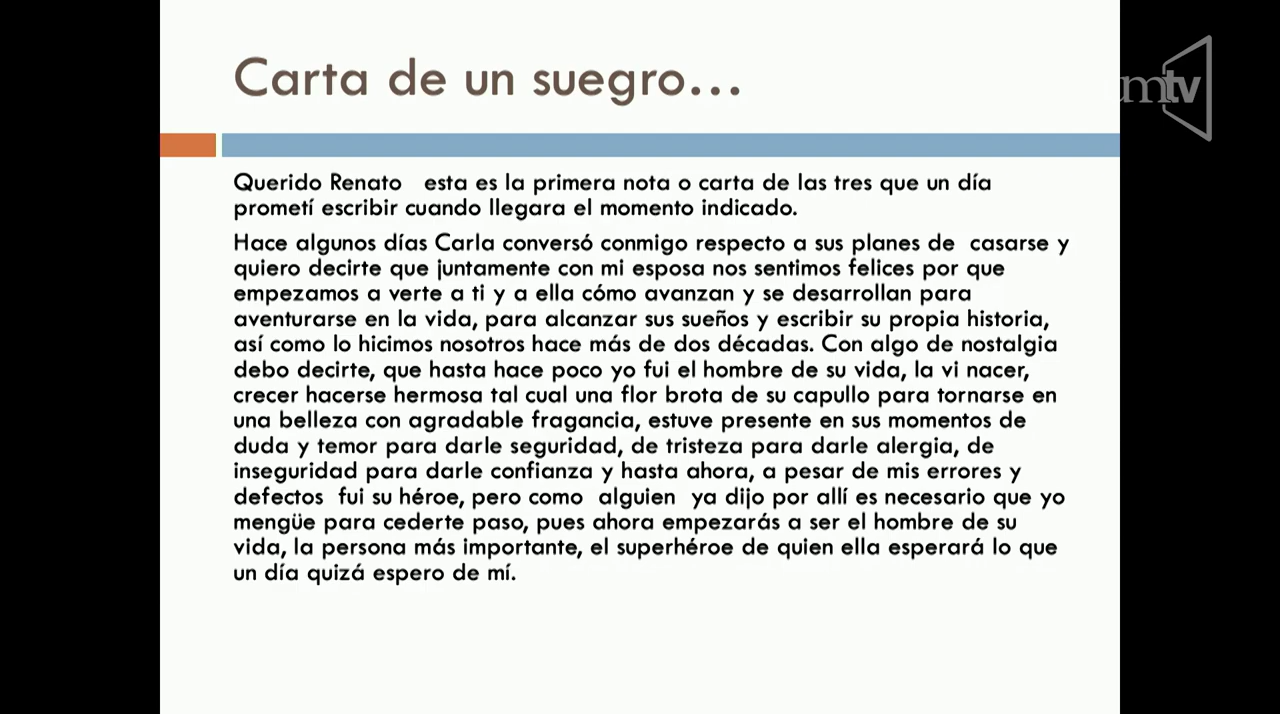 Carta de un suegro...
umtv
Querido Renato   esta es la primera nota o carta de las tres que un día
prometí escribir cuando llegara el momento indicado.
Hace algunos días Carla conversó conmigo respecto a sus planes de  casarse y
quiero decirte que juntamente con mi esposa nos sentimos felices por que
empezamos a verte a ti y a ella cómo avanzan y se desarrollan para
aventurarse en la vida, para alcanzar sus sueños y escribir su propia historia,
así como lo hicimos nosotros hace más de dos décadas. Con algo de nostalgia
debo decirte, que hasta hace poco yo fui el hombre de su vida, la vi nacer,
crecer hacerse hermosa tal cual una flor brota de su capullo para tornarse en
una belleza con agradable fragancia, estuve presente en sus momentos de
duda y temor para darle seguridad, de tristeza para darle alergia, de
inseguridad para darle confianza y hasta ahora, a pesar de mis errores y
defectos  fui su héroe, pero como  alguien  ya dijo por allí es necesario que yo
mengüe para cederte paso, pues ahora empezarás a ser el hombre de su
vida, la persona más importante, el superhéroe de quien ella esperará lo que
un día quizá espero de mí.